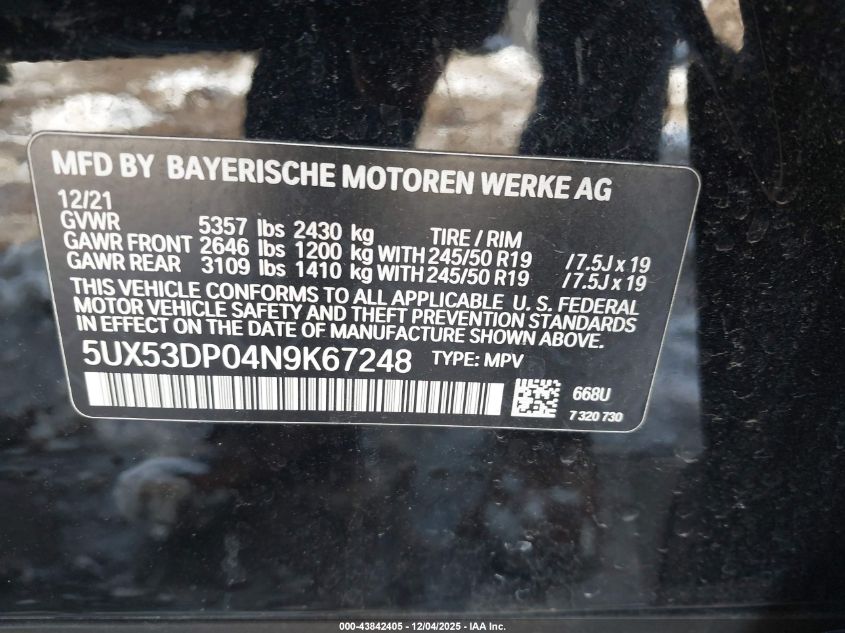 MFD BY BAYERISCHE MOTOREN WERKE AG
12/21
GVWR 5357 lbs 2430 kg TIRE / RIM
GAWR FRONT 2646 lbs 1200 kg WITH 245/50 R19 / 7.5J x 19
GAWR REAR 3109 lbs 1410 kg WITH 245/50 R19 / 7.5J x 19
THIS VEHICLE CONFORMS TO ALL APPLICABLE U. S. FEDERAL
MOTOR VEHICLE SAFETY AND THEFT PREVENTION STANDARDS
IN EFFECT ON THE DATE OF MANUFACTURE SHOWN ABOVE.
5UX53DP04N9K67248 TYPE: MPV
668U
7 320 730
000-43842405 - 12/04/2025 - IAA Inc.